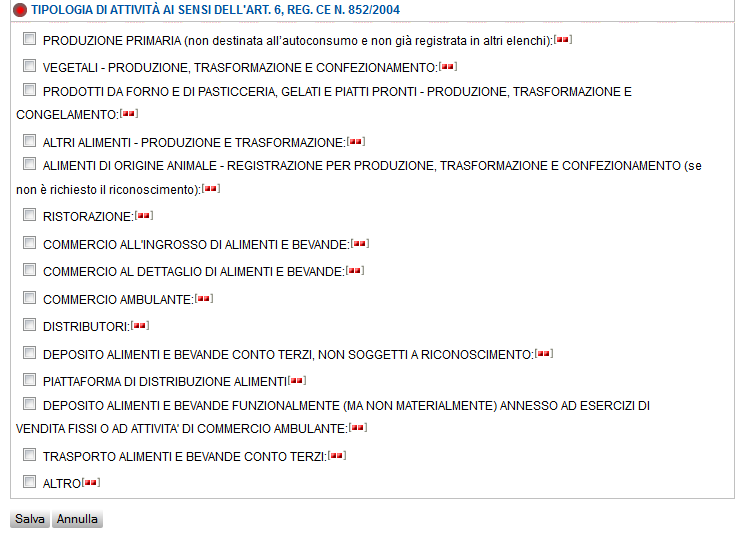 TIPOLOGIA DI ATTIVITÀ AI SENSI DELL'ART. 6, REG. CE N. 852/2004
PRODUZIONE PRIMARIA (non destinata all'autoconsumo e non già registrata in altri elenchi):
VEGETALI - PRODUZIONE, TRASFORMAZIONE E CONFEZIONAMENTO:
PRODOTTI DA FORNO E DI PASTICCERIA, GELATI E PIATTI PRONTI - PRODUZIONE, TRASFORMAZIONE E
CONGELAMENTO:
ALTRI ALIMENTI - PRODUZIONE E TRASFORMAZIONE:
ALIMENTI DI ORIGINE ANIMALE - REGISTRAZIONE PER PRODUZIONE, TRASFORMAZIONE E CONFEZIONAMENTO (se
non è richiesto il riconoscimento):
RISTORAZIONE:
COMMERCIO ALL'INGROSSO DI ALIMENTI E BEVANDE:
COMMERCIO AL DETTAGLIO DI ALIMENTI E BEVANDE:
COMMERCIO AMBULANTE:
DISTRIBUTORI:
DEPOSITO ALIMENTI E BEVANDE CONTO TERZI, NON SOGGETTI A RICONOSCIMENTO:
PIATTAFORMA DI DISTRIBUZIONE ALIMENTI
DEPOSITO ALIMENTI E BEVANDE FUNZIONALMENTE (MA NON MATERIALMENTE) ANNESSO AD ESERCIZI DI
VENDITA FISSI O AD ATTIVITA' DI COMMERCIO AMBULANTE:
TRASPORTO ALIMENTI E BEVANDE CONTO TERZI:
ALTRO
Salva Annulla